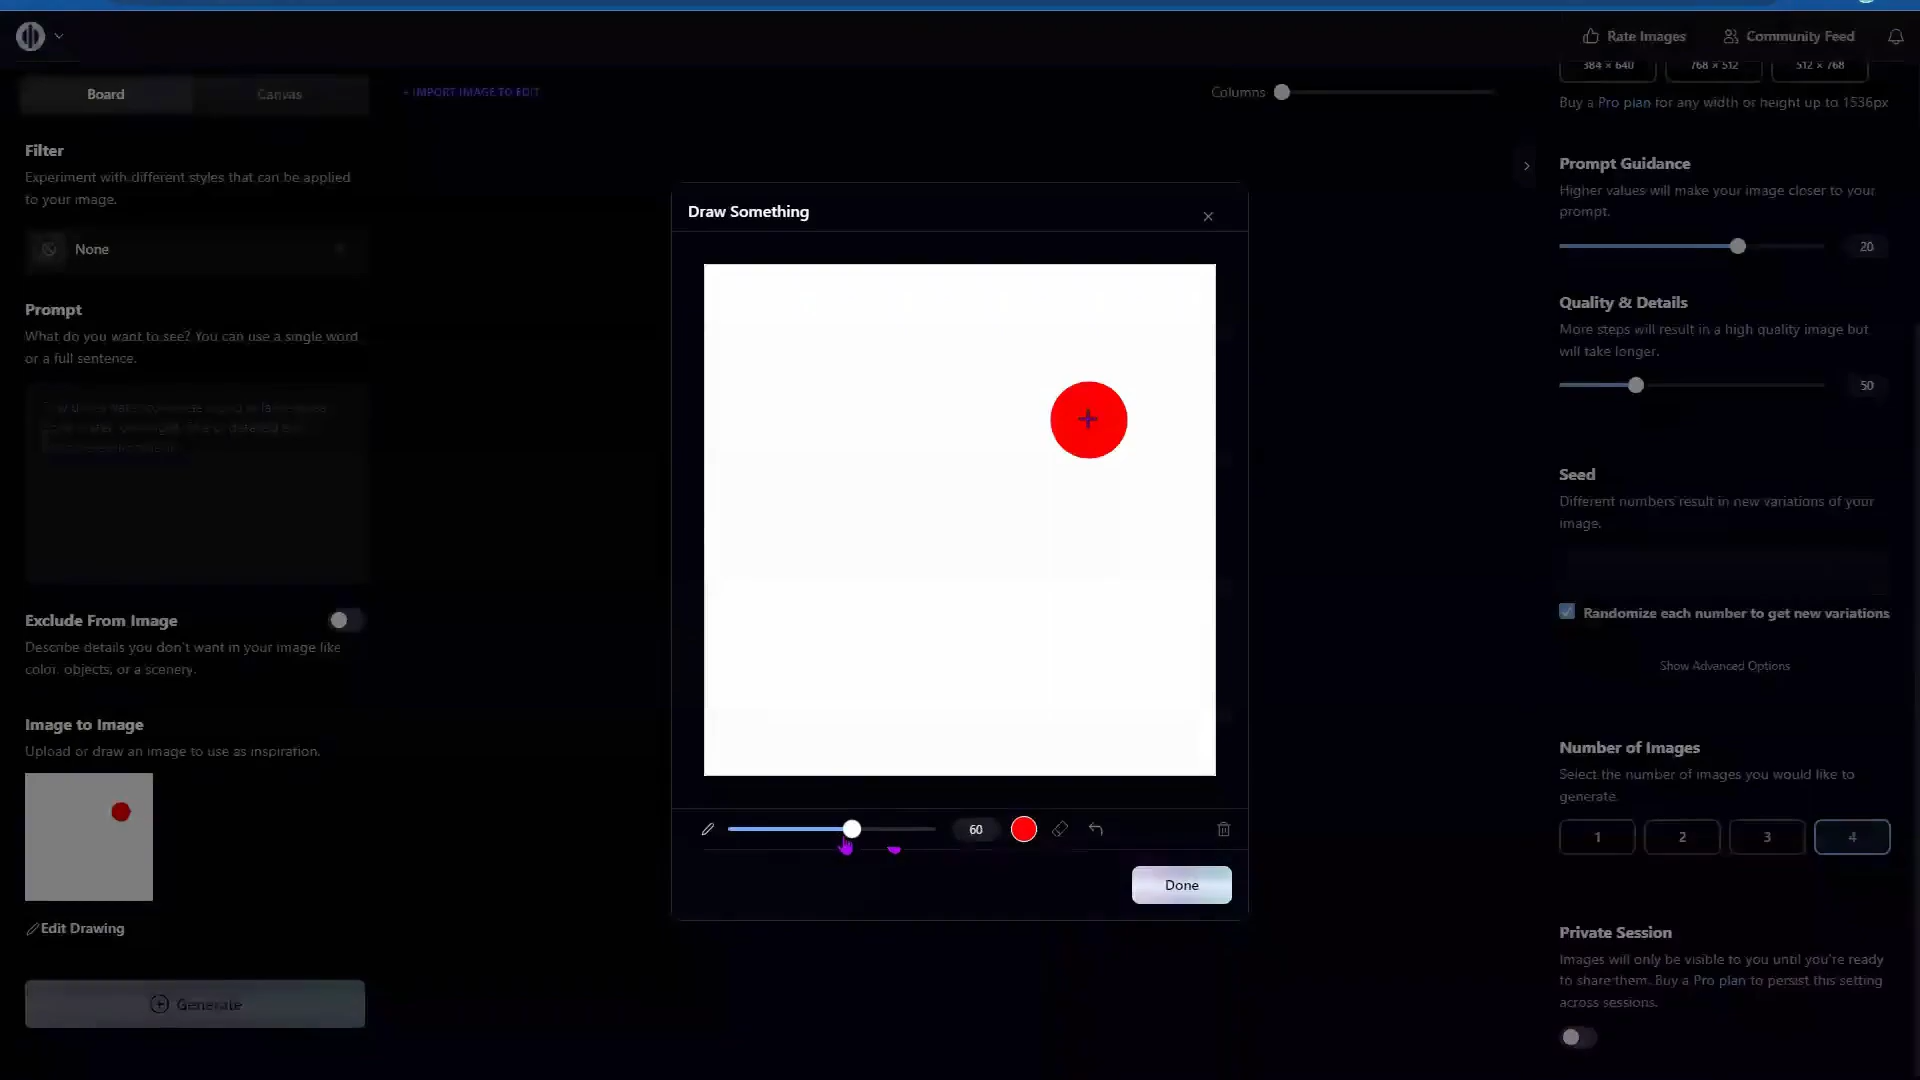 Rate Images
Community Feed
Board
Canvas
+ IMPORT IMAGE TO EDIT
Columns
384 × 640
768 × 512
512 × 768
Buy a Pro plan for any width or height up to 1536px
Filter
Experiment with different styles that can be applied
to your image.
None
Prompt
What do you want to see? You can use a single word
or a full sentence.
Exclude From Image
Describe details you don't want in your image like
color, objects, or a scenery.
Image to Image
Upload or draw an image to use as inspiration.
Edit Drawing
Generate
Draw Something
60
Done
Prompt Guidance
Higher values will make your image closer to your
prompt.
20
Quality & Details
More steps will result in a high quality image but
will take longer.
50
Seed
Different numbers result in new variations of your
image.
Randomize each number to get new variations
Show Advanced Options
Number of Images
Select the number of images you would like to
generate.
1
2
3
4
Private Session
Images will only be visible to you until you're ready
to share them. Buy a Pro plan to persist this setting
across sessions.